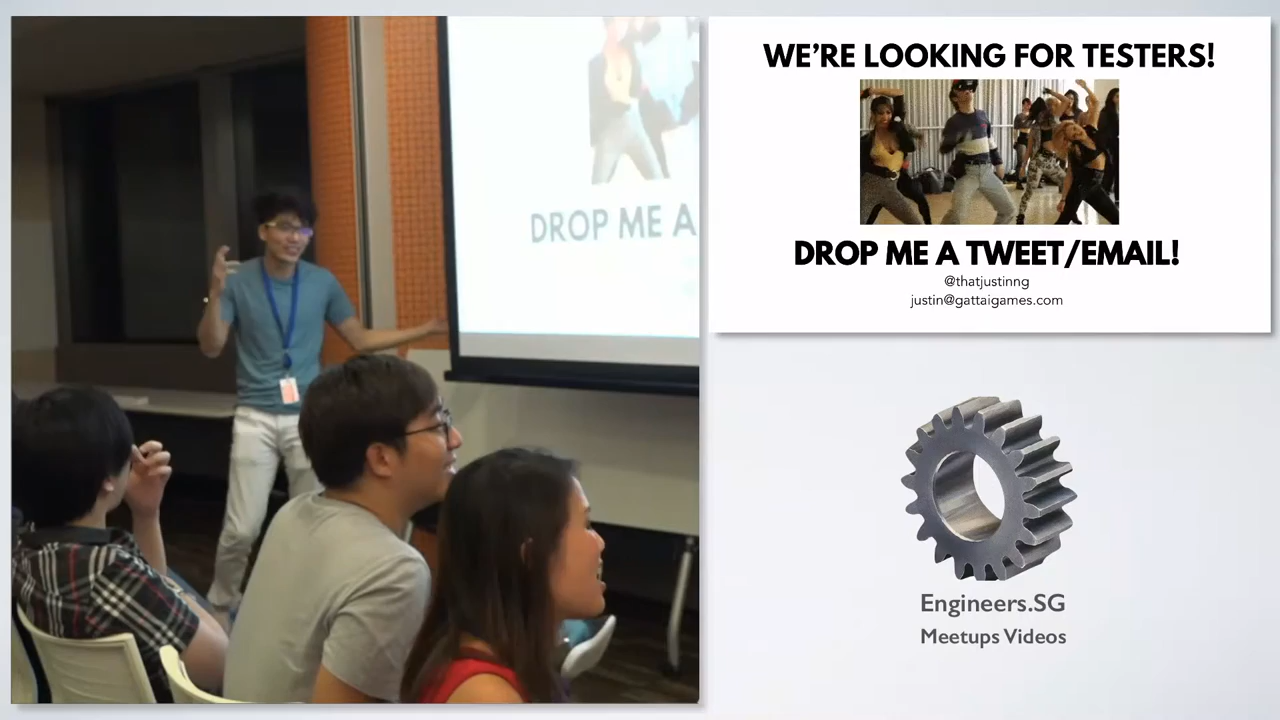 DROP ME A
WE'RE LOOKING FOR TESTERS!
DROP ME A TWEET/EMAIL!
@thatjustinng
justin@gattaigames.com
Engineers.SG
Meetups Videos